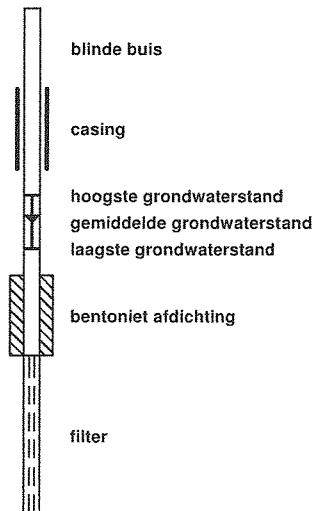 blinde buis
casing
hoogste grondwaterstand
gemiddelde grondwaterstand
laagste grondwaterstand
bentoniet afdichting
filter